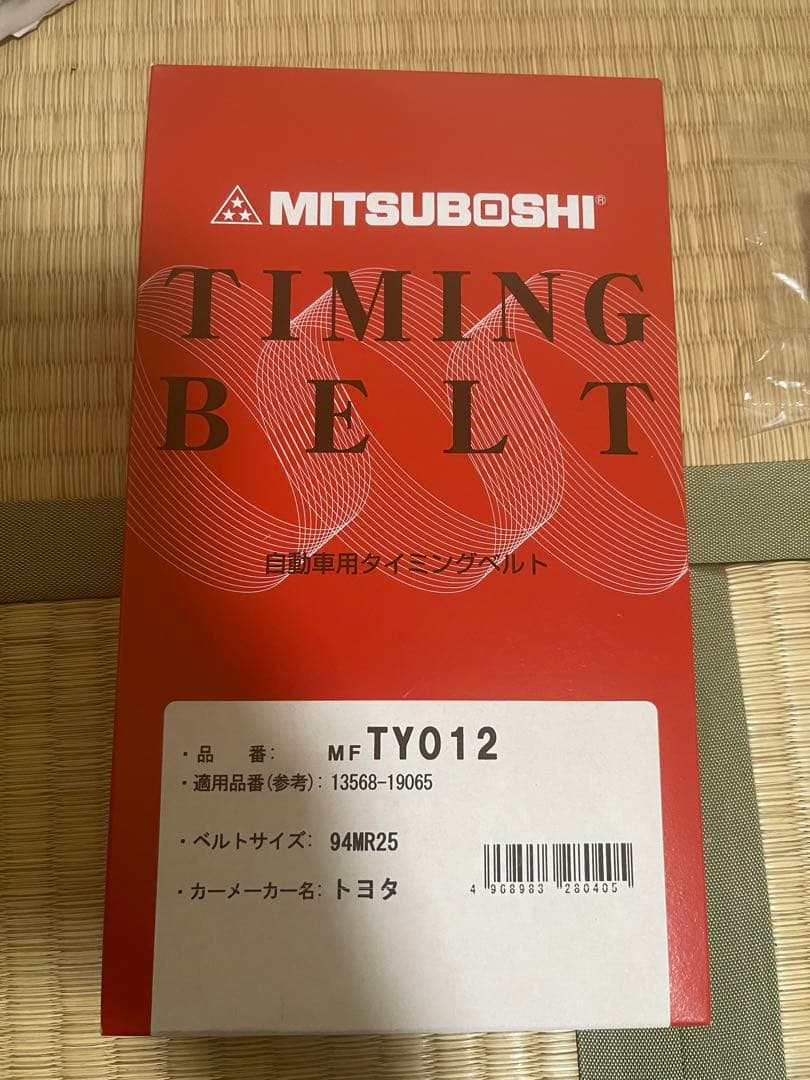 MITSUBOSHI®
TIMING
BELT
自動車用タイミングベルト
・品　番: MF TY012
・適用品番(参考): 13568-19065
・ベルトサイズ: 94MR25
・カーメーカー名: トヨタ
4 968983 280405